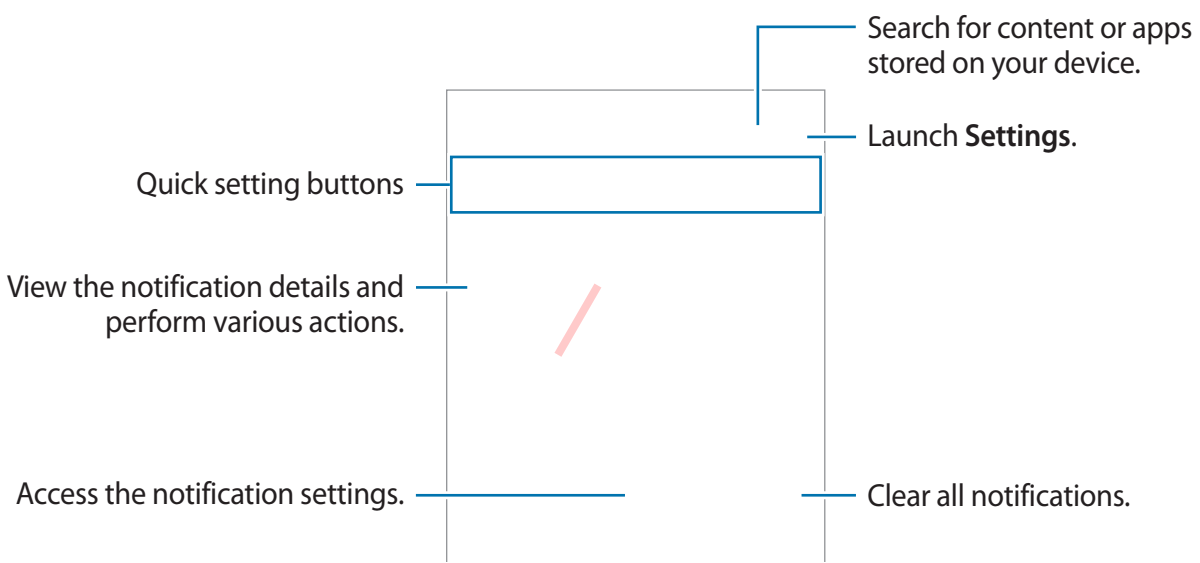 Search for content or apps
stored on your device.
Launch Settings.
Quick setting buttons
View the notification details and
perform various actions.
Access the notification settings.
Clear all notifications.